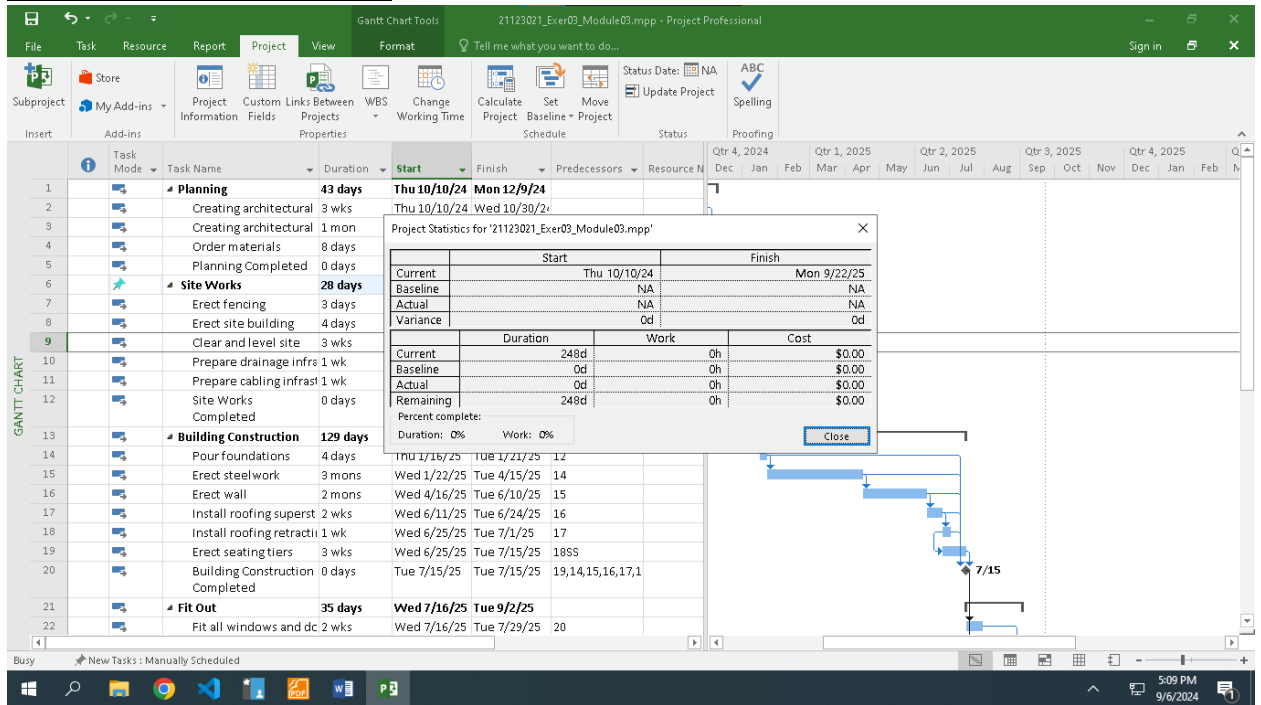 Gantt Chart Tools
21123021_Exer03_Module03.mpp - Project Professional
File Task Resource Report Project View Format Tell me what you want to do... Sign in
Subproject
Store
My Add-ins
Project Information
Custom Fields
Links Between Projects
WBS
Change Working Time
Calculate Project
Set Baseline
Move Project
Status Date: NA
Update Project
ABC
Spelling
Insert Add-ins Properties Schedule Status Proofing
Task Mode Task Name Duration Start Finish Predecessors Resource N
Qtr 4, 2024 Qtr 1, 2025 Qtr 2, 2025 Qtr 3, 2025 Qtr 4, 2025 Q
Dec Jan Feb Mar Apr May Jun Jul Aug Sep Oct Nov Dec Jan Feb
1 Planning 43 days Thu 10/10/24 Mon 12/9/24
2 Creating architectural 3 wks Thu 10/10/24 Wed 10/30/2
3 Creating architectural 1 mon
4 Order materials 8 days
5 Planning Completed 0 days
6 Site Works 28 days
7 Erect fencing 3 days
8 Erect site building 4 days
9 Clear and level site 3 wks
10 Prepare drainage infra 1 wk
11 Prepare cabling infrast 1 wk
12 Site Works Completed 0 days
13 Building Construction 129 days
14 Pour foundations 4 days Thu 1/16/25 Tue 1/21/25 12
15 Erect steelwork 3 mons Wed 1/22/25 Tue 4/15/25 14
16 Erect wall 2 mons Wed 4/16/25 Tue 6/10/25 15
17 Install roofing superst 2 wks Wed 6/11/25 Tue 6/24/25 16
18 Install roofing retracti 1 wk Wed 6/25/25 Tue 7/1/25 17
19 Erect seating tiers 3 wks Wed 6/25/25 Tue 7/15/25 18SS
20 Building Construction Completed 0 days Tue 7/15/25 Tue 7/15/25 19,14,15,16,17,1
7/15
21 Fit Out 35 days Wed 7/16/25 Tue 9/2/25
22 Fit all windows and dc 2 wks Wed 7/16/25 Tue 7/29/25 20
GANTT CHART
Project Statistics for '21123021_Exer03_Module03.mpp'
Start Finish
Current Thu 10/10/24 Mon 9/22/25
Baseline NA NA
Actual NA NA
Variance 0d 0d
Duration Work Cost
Current 248d 0h $0.00
Baseline 0d 0h $0.00
Actual 0d 0h $0.00
Remaining 248d 0h $0.00
Percent complete:
Duration: 0% Work: 0%
Close
Busy New Tasks : Manually Scheduled
PDF
5:09 PM
9/6/2024
1